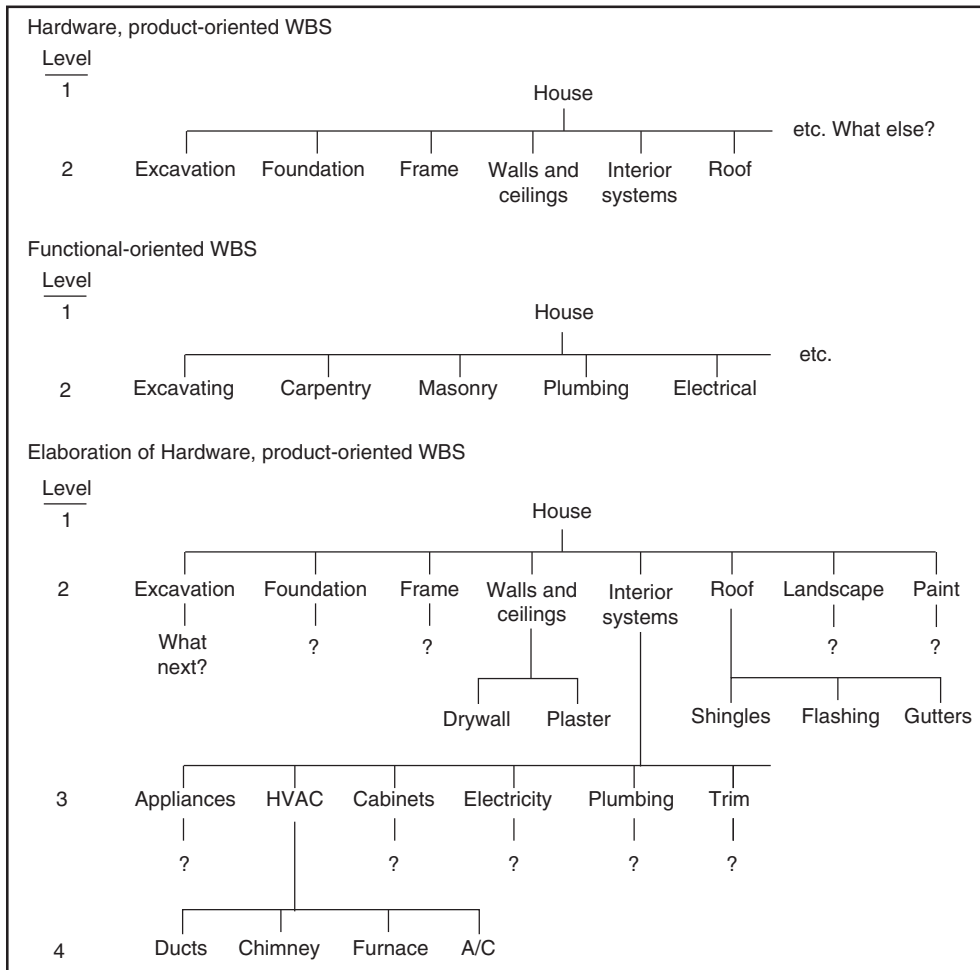 Hardware, product-oriented WBS
Level
1
House
etc. What else?
2 Excavation Foundation Frame Walls and ceilings Interior systems Roof
Functional-oriented WBS
Level
1
House
etc.
2 Excavating Carpentry Masonry Plumbing Electrical
Elaboration of Hardware, product-oriented WBS
Level
1
House
2 Excavation Foundation Frame Walls and ceilings Interior systems Roof Landscape Paint
What next? ? ? ? ?
Drywall Plaster Shingles Flashing Gutters
3 Appliances HVAC Cabinets Electricity Plumbing Trim
? ? ? ? ?
4 Ducts Chimney Furnace A/C